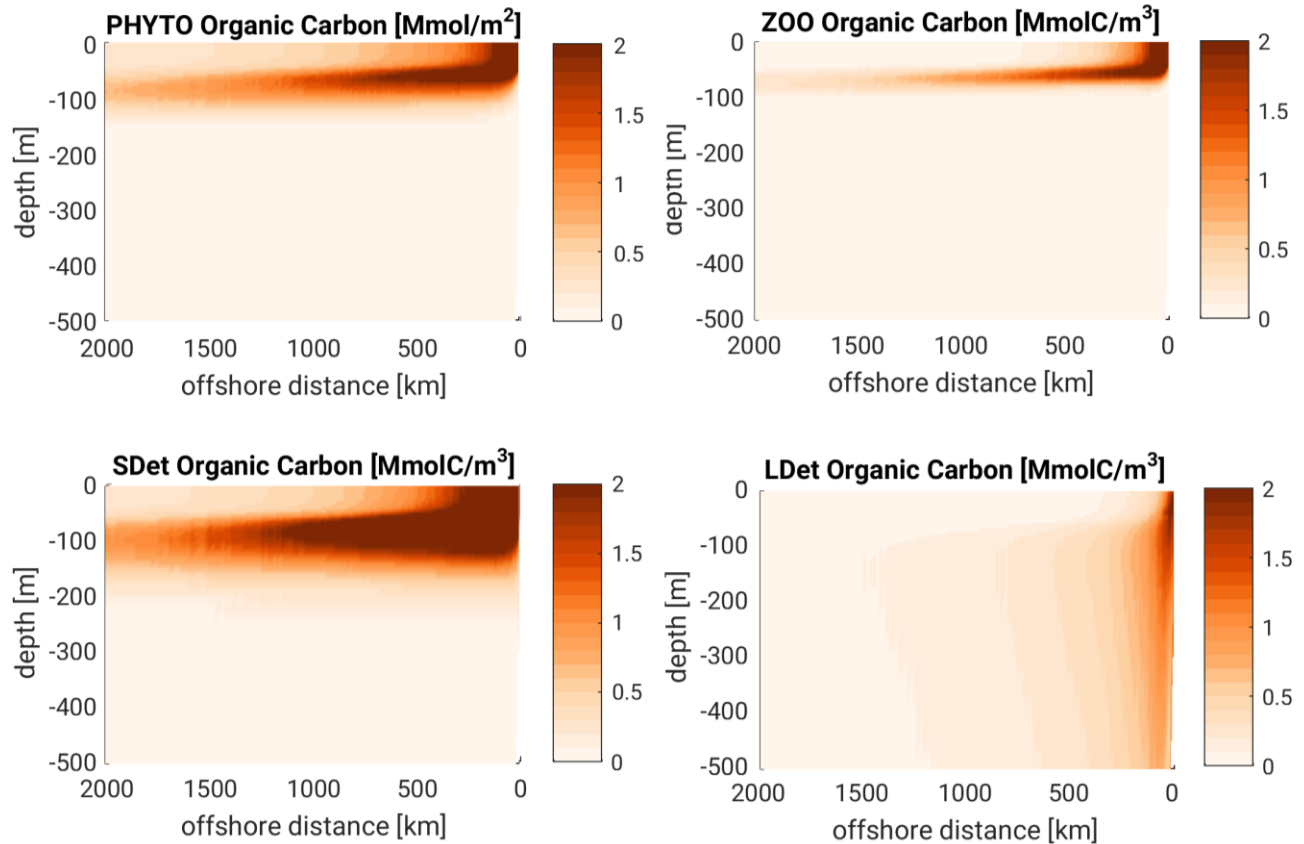 PHYTO Organic Carbon [Mmol/m²]
0
-100
-200
-300
-400
-500
depth [m]
2000 1500 1000 500 0
offshore distance [km]
2
1.5
1
0.5
0
ZOO Organic Carbon [MmolC/m³]
0
-100
-200
-300
-400
-500
depth [m]
2000 1500 1000 500 0
offshore distance [km]
2
1.5
1
0.5
0
SDet Organic Carbon [MmolC/m³]
0
-100
-200
-300
-400
-500
depth [m]
2000 1500 1000 500 0
offshore distance [km]
2
1.5
1
0.5
0
LDet Organic Carbon [MmolC/m³]
0
-100
-200
-300
-400
-500
depth [m]
2000 1500 1000 500 0
offshore distance [km]
2
1.5
1
0.5
0